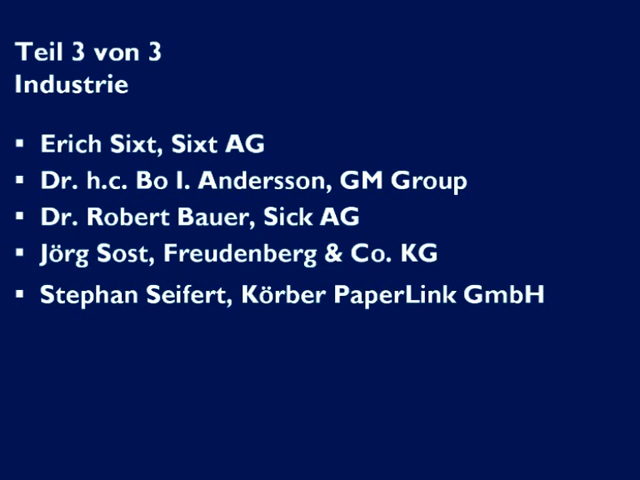 Teil 3 von 3
Industrie
▪ Erich Sixt, Sixt AG
▪ Dr. h.c. Bo I. Andersson, GM Group
▪ Dr. Robert Bauer, Sick AG
▪ Jörg Sost, Freudenberg & Co. KG
▪ Stephan Seifert, Körber PaperLink GmbH